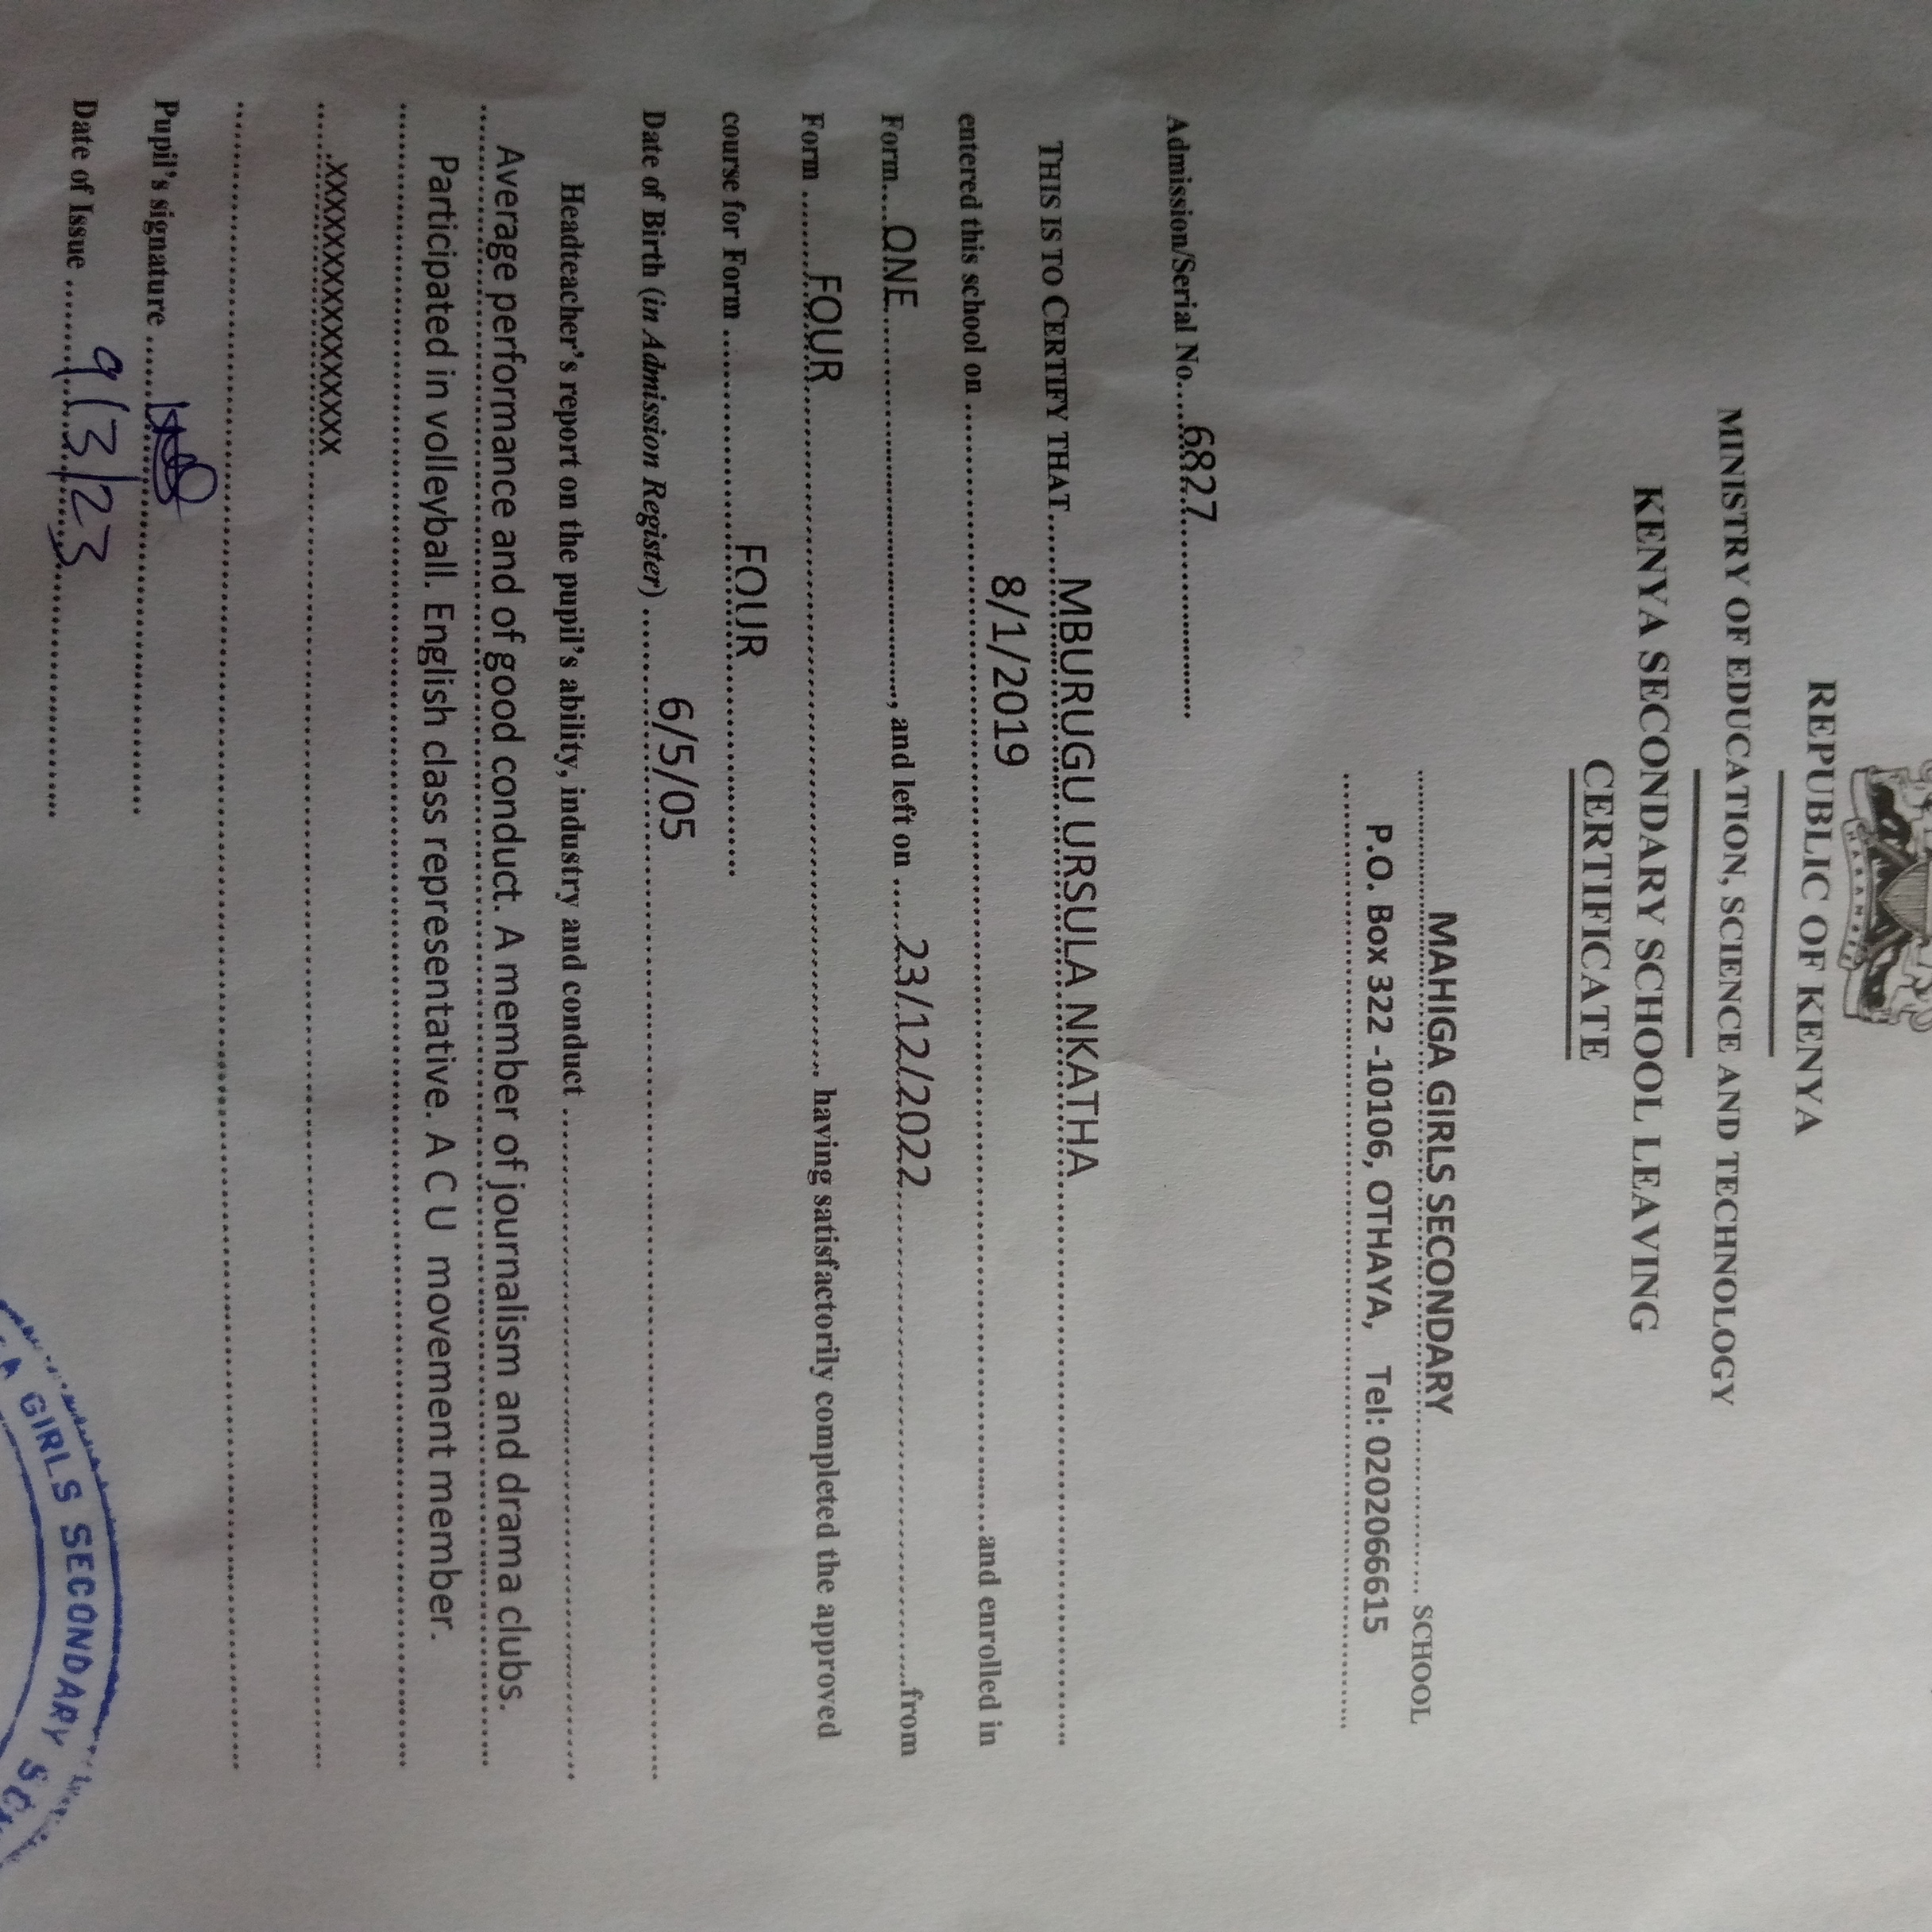 HARAMBEE
REPUBLIC OF KENYA
MINISTRY OF EDUCATION, SCIENCE AND TECHNOLOGY
KENYA SECONDARY SCHOOL LEAVING
CERTIFICATE
MAHIGA GIRLS SECONDARY SCHOOL
P.O. Box 322 -10106, OTHAYA, Tel: 0202066615
Admission/Serial No. 6827
THIS IS TO CERTIFY THAT MBURUGU URSULA NKATHA
entered this school on 8/1/2019 and enrolled in
Form ONE, and left on 23/12/2022 from
Form FOUR having satisfactorily completed the approved
course for Form FOUR
Date of Birth (in Admission Register) 6/5/05
Headteacher's report on the pupil's ability, industry and conduct
Average performance and of good conduct. A member of journalism and drama clubs.
Participated in volleyball. English class representative. A C U movement member.
.xxxxxxxxxxxxxxx
Pupil's signature
Date of Issue 9/3/23
GIRLS SECONDARY